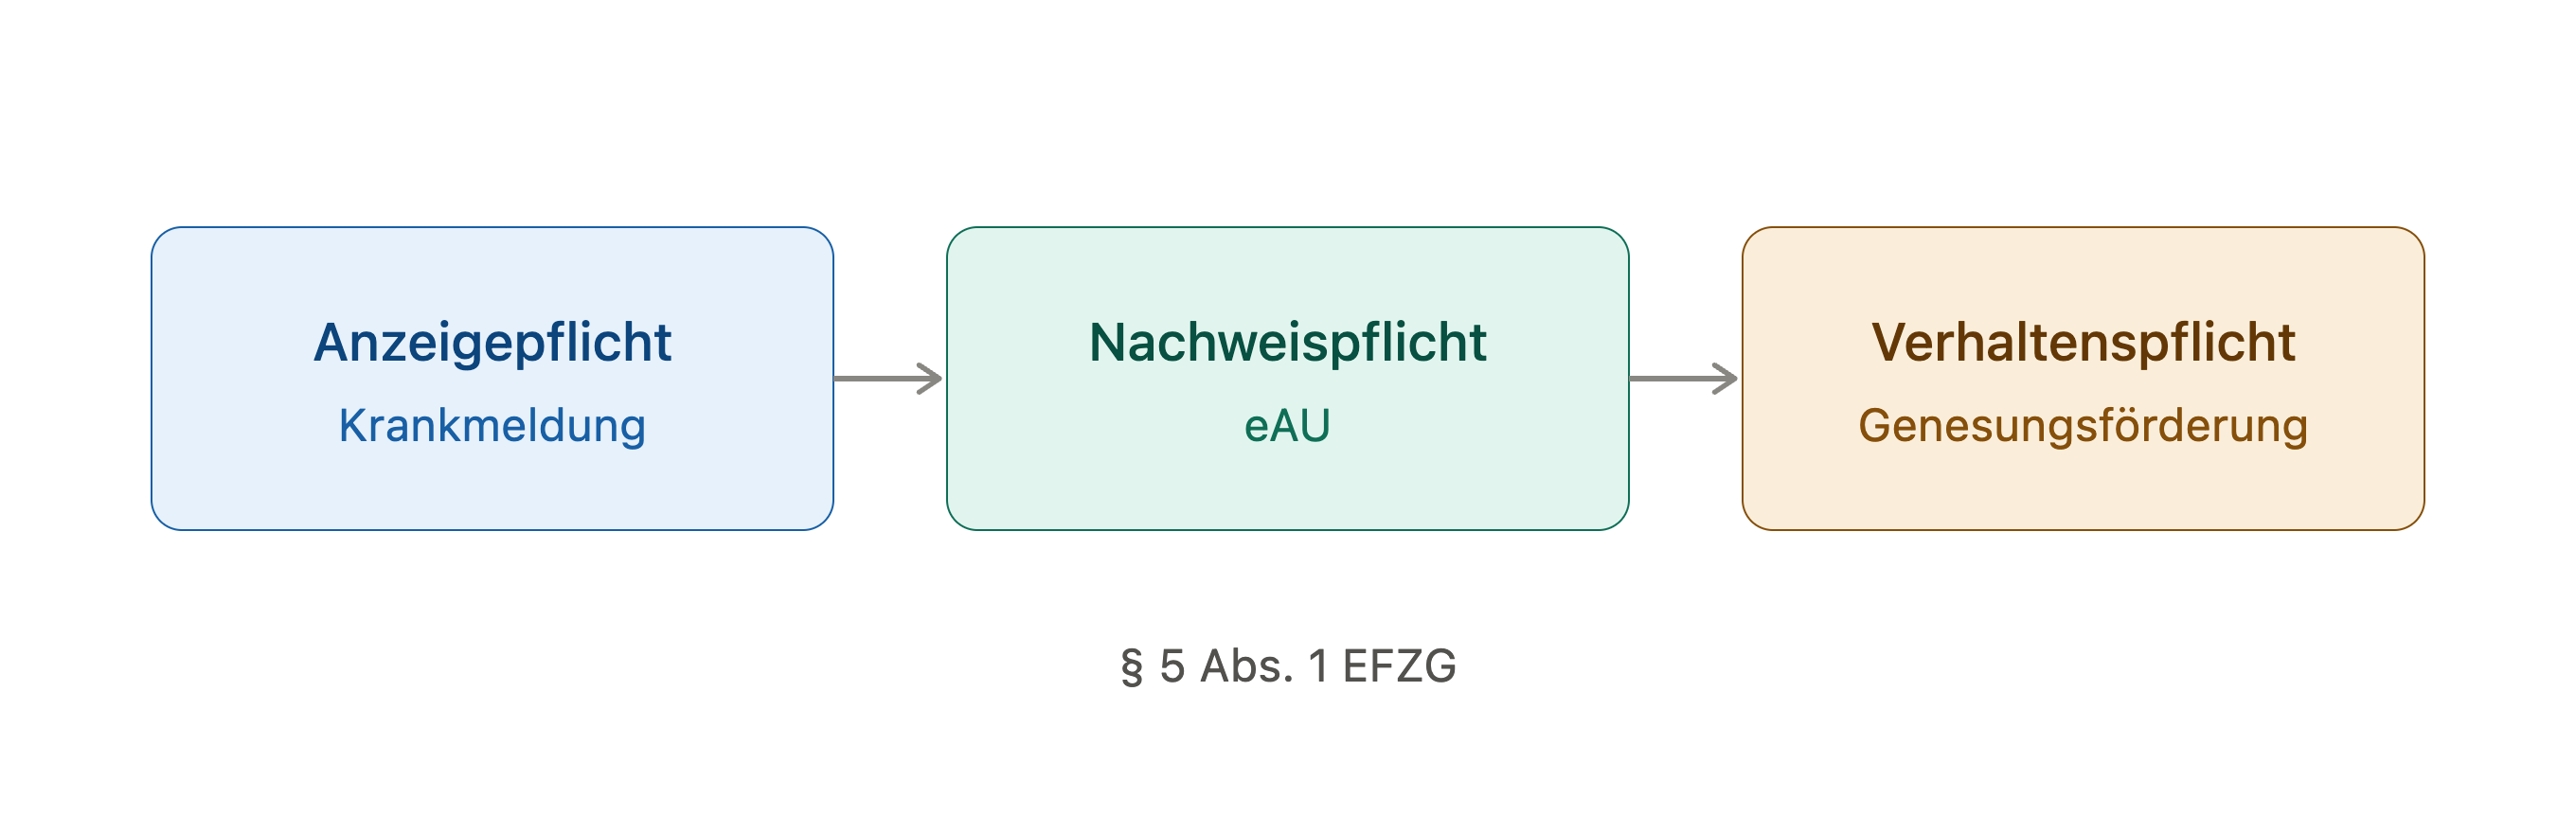 Anzeigepflicht
Krankmeldung
Nachweispflicht
eAU
Verhaltenspflicht
Genesungsförderung
§ 5 Abs. 1 EFZG